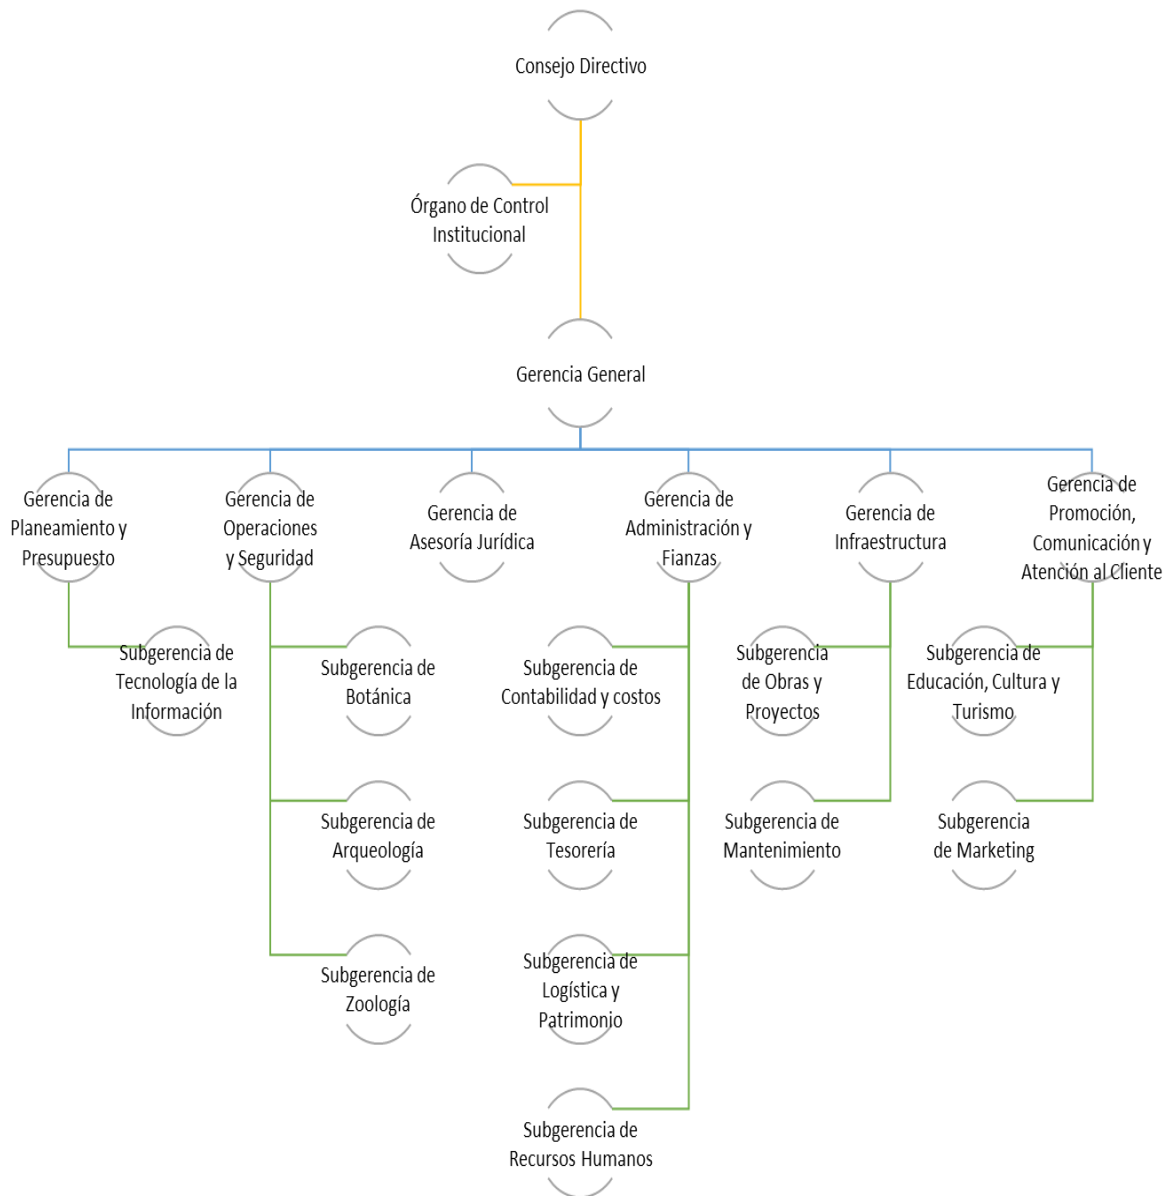 Consejo Directivo
Órgano de Control
Institucional
Gerencia General
Gerencia de
Planeamiento y
Presupuesto
Gerencia de
Operaciones
y Seguridad
Gerencia de
Asesoría Jurídica
Gerencia de
Administración y
Fianzas
Gerencia de
Infraestructura
Gerencia de
Promoción,
Comunicación y
Atención al Cliente
Subgerencia de
Tecnología de la
Información
Subgerencia de
Botánica
Subgerencia de
Contabilidad y costos
Subgerencia
de Obras y
Proyectos
Subgerencia de
Educación, Cultura y
Turismo
Subgerencia de
Arqueología
Subgerencia de
Tesorería
Subgerencia de
Mantenimiento
Subgerencia
de Marketing
Subgerencia de
Zoología
Subgerencia de
Logística y
Patrimonio
Subgerencia de
Recursos Humanos